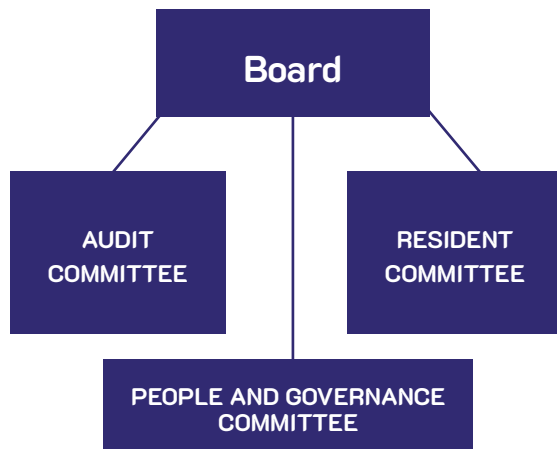 Board
AUDIT
COMMITTEE
RESIDENT
COMMITTEE
PEOPLE AND GOVERNANCE
COMMITTEE